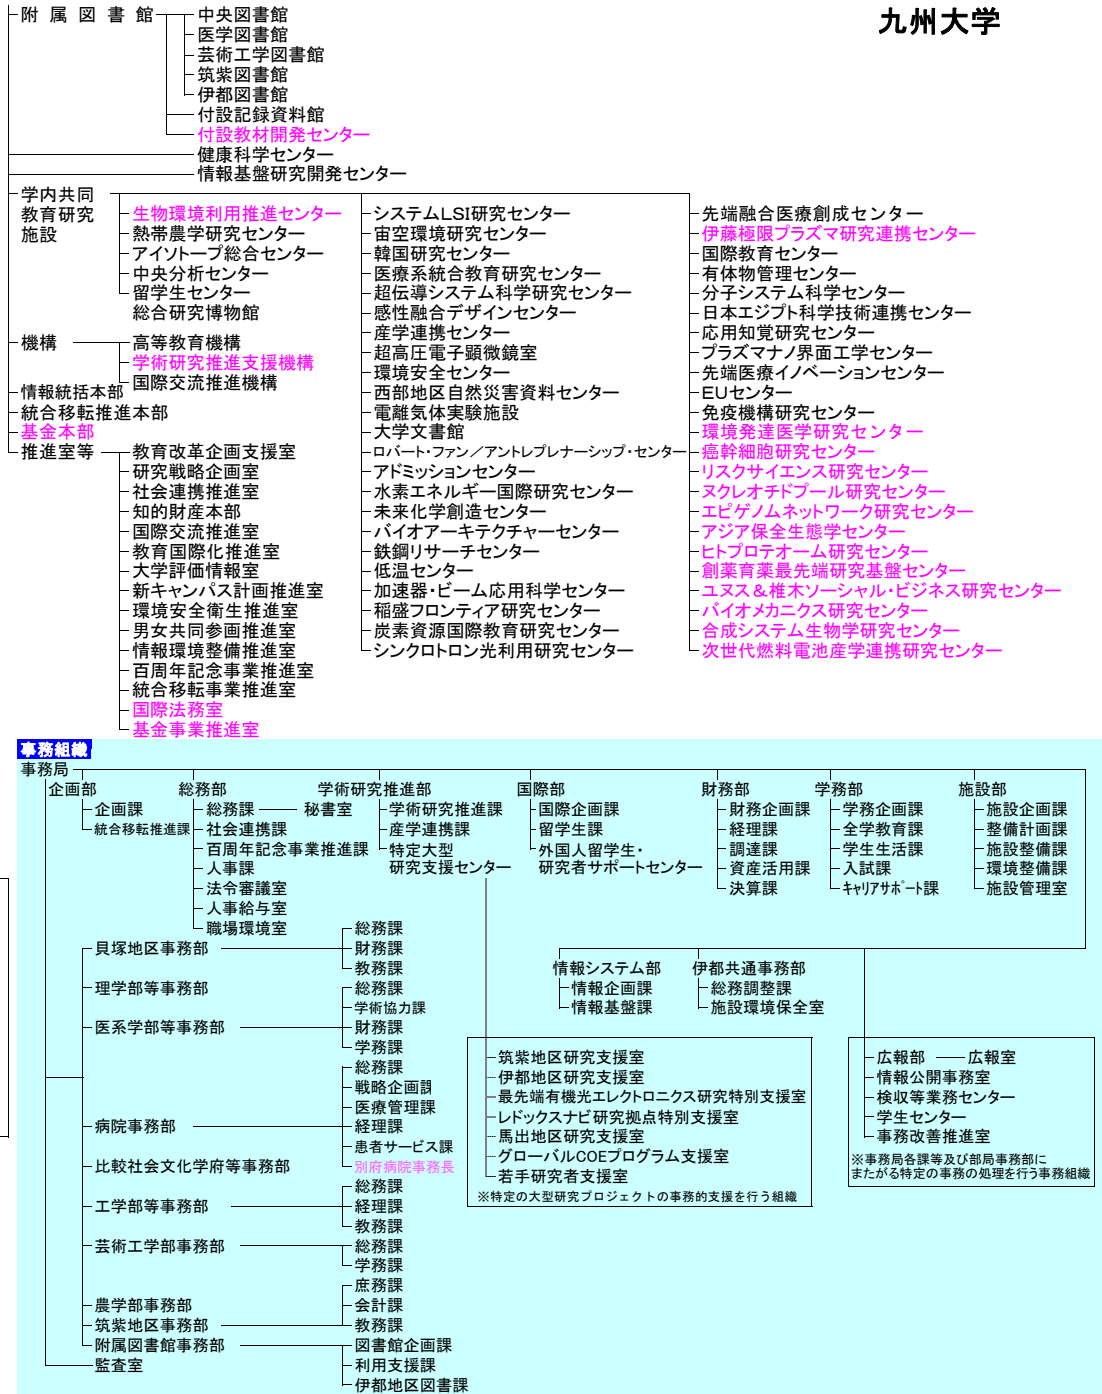 九州大学
附属図書館
中央図書館
医学図書館
芸術工学図書館
筑紫図書館
伊都図書館
付設記録資料館
付設教材開発センター
健康科学センター
情報基盤研究開発センター
学内共同
教育研究
施設
生物環境利用推進センター
熱帯農学研究センター
アイソトープ総合センター
中央分析センター
留学生センター
総合研究博物館
システムLSI研究センター
宙空環境研究センター
韓国研究センター
医療系統合教育研究センター
超伝導システム科学研究センター
感性融合デザインセンター
産学連携センター
超高圧電子顕微鏡室
環境安全センター
西部地区自然災害資料センター
電離気体実験施設
大学文書館
ロバート・ファン／アントレプレナーシップ・センター
アドミッションセンター
水素エネルギー国際研究センター
未来化学創造センター
バイオアーキテクチャーセンター
鉄鋼リサーチセンター
低温センター
加速器・ビーム応用科学センター
稲盛フロンティア研究センター
炭素資源国際教育研究センター
シンクロトロン光利用研究センター
先端融合医療創成センター
伊藤極限プラズマ研究連携センター
国際教育センター
有体物管理センター
分子システム科学センター
日本エジプト科学技術連携センター
応用知覚研究センター
プラズマナノ界面工学センター
先端医療イノベーションセンター
EUセンター
免疫機構研究センター
環境発達医学研究センター
癌幹細胞研究センター
リスクサイエンス研究センター
ヌクレオチドプール研究センター
エピゲノムネットワーク研究センター
アジア保全生態学センター
ヒトプロテオーム研究センター
創薬育薬最先端研究基盤センター
ユヌス＆椎木ソーシャル・ビジネス研究センター
バイオメカニクス研究センター
合成システム生物学研究センター
次世代燃料電池産学連携研究センター
機構
高等教育機構
学術研究推進支援機構
国際交流推進機構
情報統括本部
統合移転推進本部
基金本部
推進室等
教育改革企画支援室
研究戦略企画室
社会連携推進室
知的財産本部
国際交流推進室
教育国際化推進室
大学評価情報室
新キャンパス計画推進室
環境安全衛生推進室
男女共同参画推進室
情報環境整備推進室
百周年記念事業推進室
統合移転事業推進室
国際法務室
基金事業推進室
事務組織
事務局
企画部
企画課
統合移転推進課
総務部
総務課
秘書室
社会連携課
百周年記念事業推進課
人事課
法令審議室
人事給与室
職場環境室
学術研究推進部
学術研究推進課
産学連携課
特定大型
研究支援センター
国際部
国際企画課
留学生課
外国人留学生・
研究者サポートセンター
財務部
財務企画課
経理課
調達課
資産活用課
決算課
学務部
学務企画課
全学教育課
学生生活課
入試課
キャリアサポート課
施設部
施設企画課
整備計画課
施設整備課
環境整備課
施設管理室
情報システム部
情報企画課
情報基盤課
伊都共通事務部
総務調整課
施設環境保全室
貝塚地区事務部
総務課
財務課
教務課
理学部等事務部
医系学部等事務部
総務課
学術協力課
財務課
学務課
病院事務部
総務課
戦略企画課
医療管理課
経理課
患者サービス課
別府病院事務長
比較社会文化学府等事務部
工学部等事務部
総務課
経理課
教務課
芸術工学部事務部
総務課
学務課
農学部事務部
筑紫地区事務部
庶務課
会計課
教務課
附属図書館事務部
図書館企画課
利用支援課
伊都地区図書課
監査室
筑紫地区研究支援室
伊都地区研究支援室
最先端有機光エレクトロニクス研究特別支援室
レドックスナビ研究拠点特別支援室
馬出地区研究支援室
グローバルCOEプログラム支援室
若手研究者支援室
※特定の大型研究プロジェクトの事務的支援を行う組織
広報部
広報室
情報公開事務室
検収等業務センター
学生センター
事務改善推進室
※事務局各課等及び部局事務部に
またがる特定の事務の処理を行う事務組織